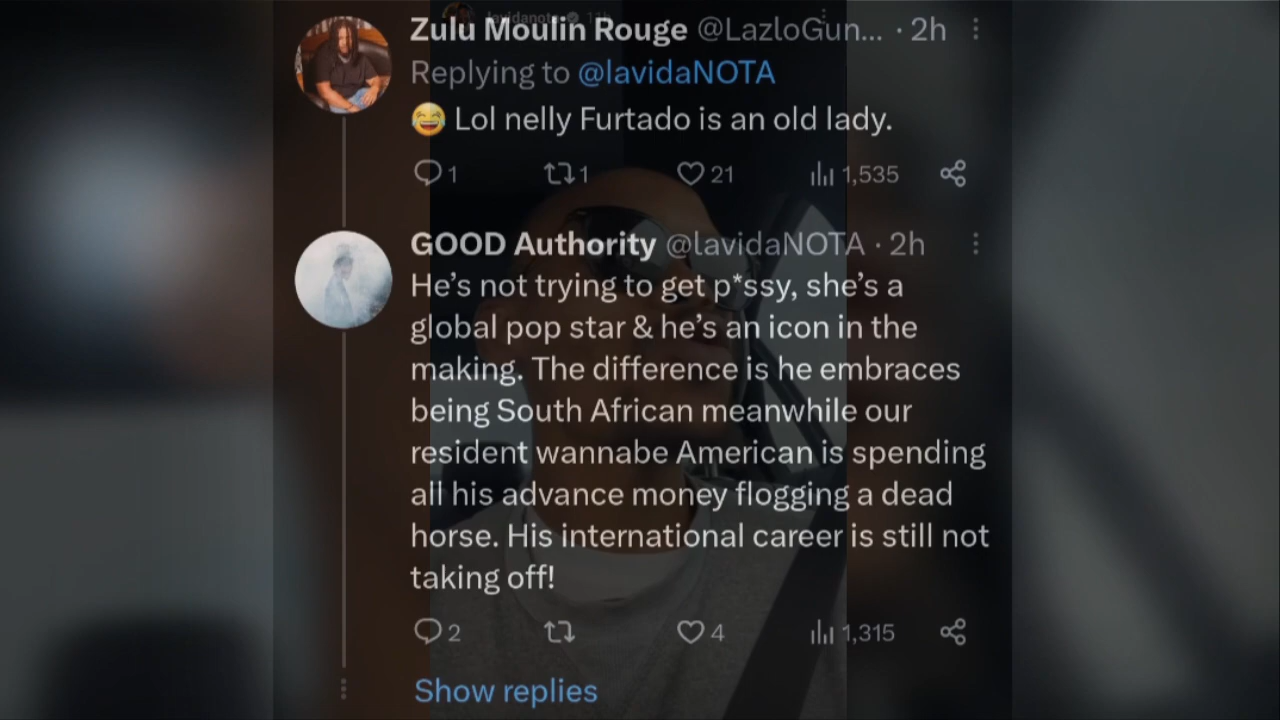 Zulu Moulin Rouge @LazloGun... · 2h
Replying to @lavidaNOTA
😂 Lol nelly Furtado is an old lady.
1 1 21 1,535
GOOD Authority @lavidaNOTA · 2h
He's not trying to get p*ssy, she's a
global pop star & he's an icon in the
making. The difference is he embraces
being South African meanwhile our
resident wannabe American is spending
all his advance money flogging a dead
horse. His international career is still not
taking off!
2 4 1,315
Show replies